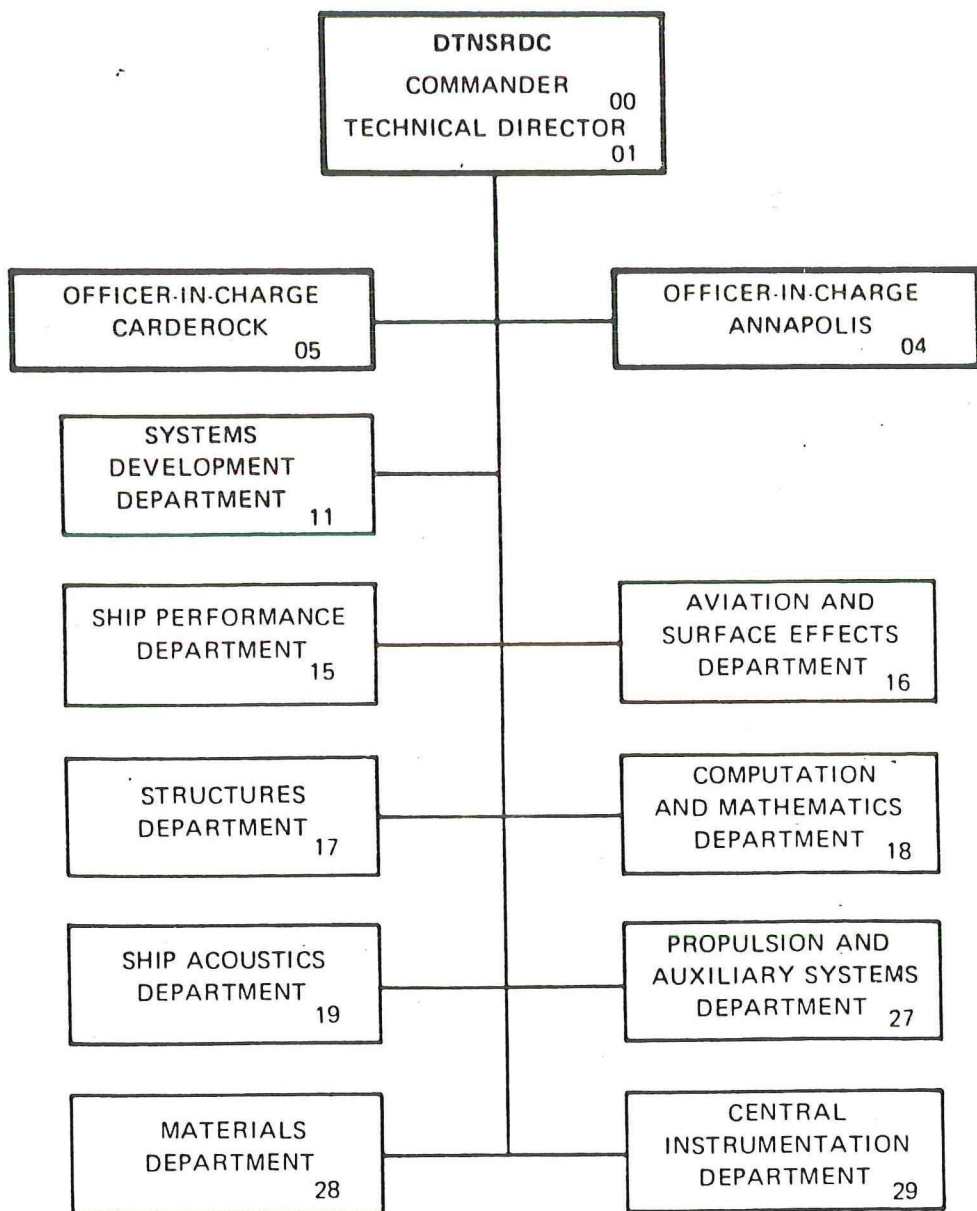 DTNSRDC
COMMANDER
00
TECHNICAL DIRECTOR
01
OFFICER-IN-CHARGE
CARDEROCK
05
OFFICER-IN-CHARGE
ANNAPOLIS
04
SYSTEMS
DEVELOPMENT
DEPARTMENT
11
SHIP PERFORMANCE
DEPARTMENT
15
AVIATION AND
SURFACE EFFECTS
DEPARTMENT
16
STRUCTURES
DEPARTMENT
17
COMPUTATION
AND MATHEMATICS
DEPARTMENT
18
SHIP ACOUSTICS
DEPARTMENT
19
PROPULSION AND
AUXILIARY SYSTEMS
DEPARTMENT
27
MATERIALS
DEPARTMENT
28
CENTRAL
INSTRUMENTATION
DEPARTMENT
29